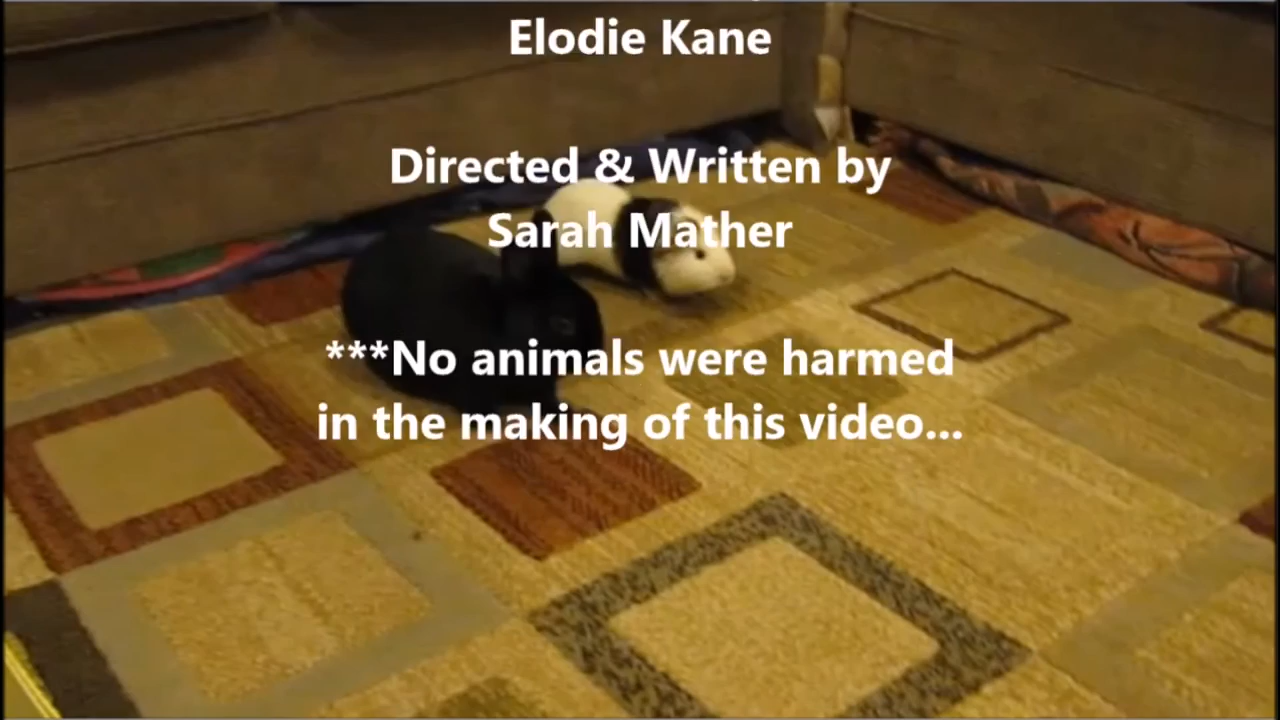 Elodie Kane
Directed & Written by
Sarah Mather
***No animals were harmed
in the making of this video...